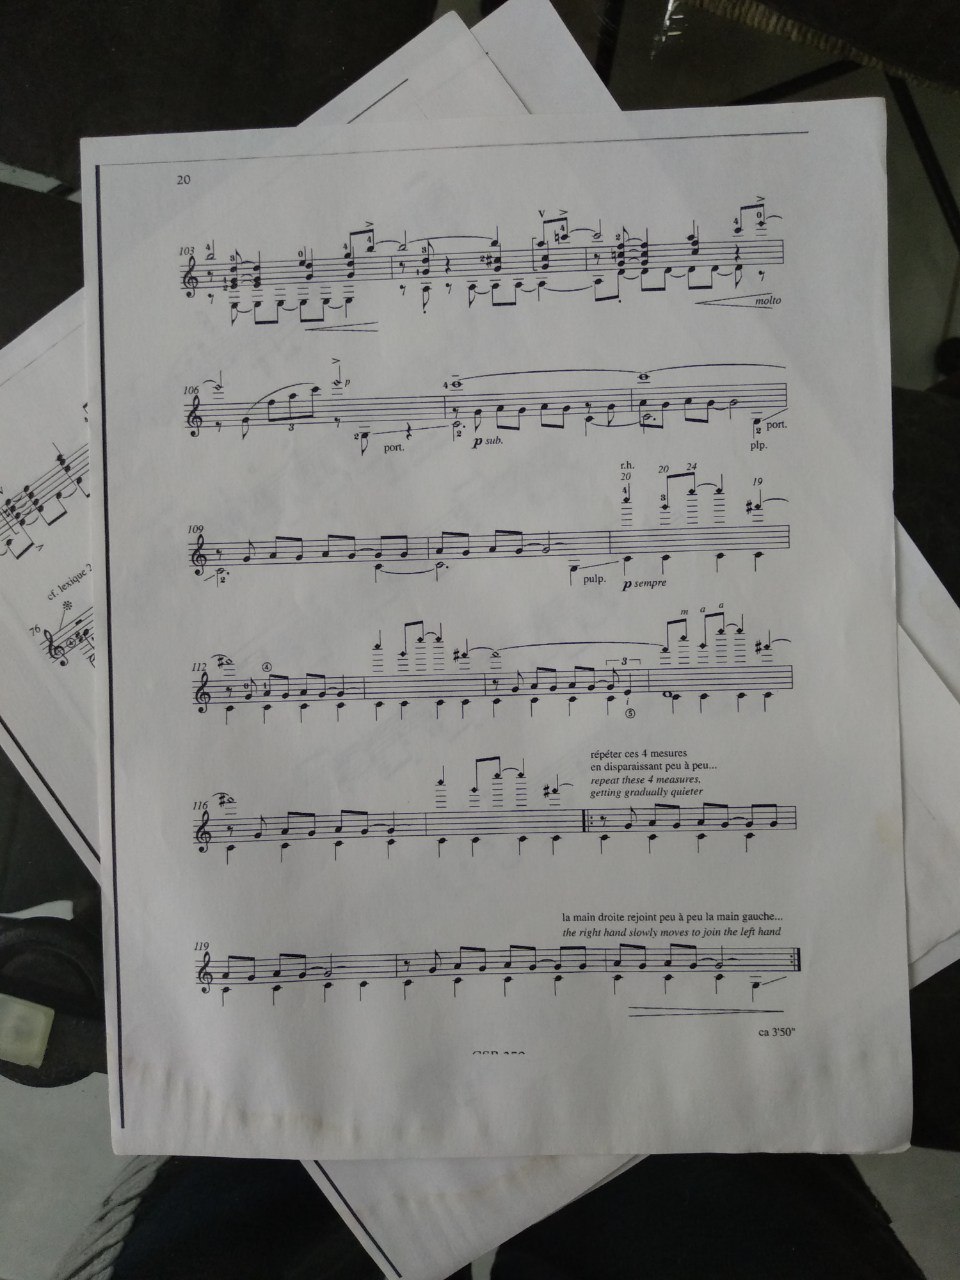 20
103
molto
106
p
3
port.
p sub.
port.
plp.
r.h.
20
20
24
19
109
pulp.
p sempre
cf. lexique 2
76
112
4
3
m
a
a
i
5
répéter ces 4 mesures
en disparaissant peu à peu...
repeat these 4 measures,
getting gradually quieter
116
la main droite rejoint peu à peu la main gauche...
the right hand slowly moves to join the left hand
119
ca 3'50"